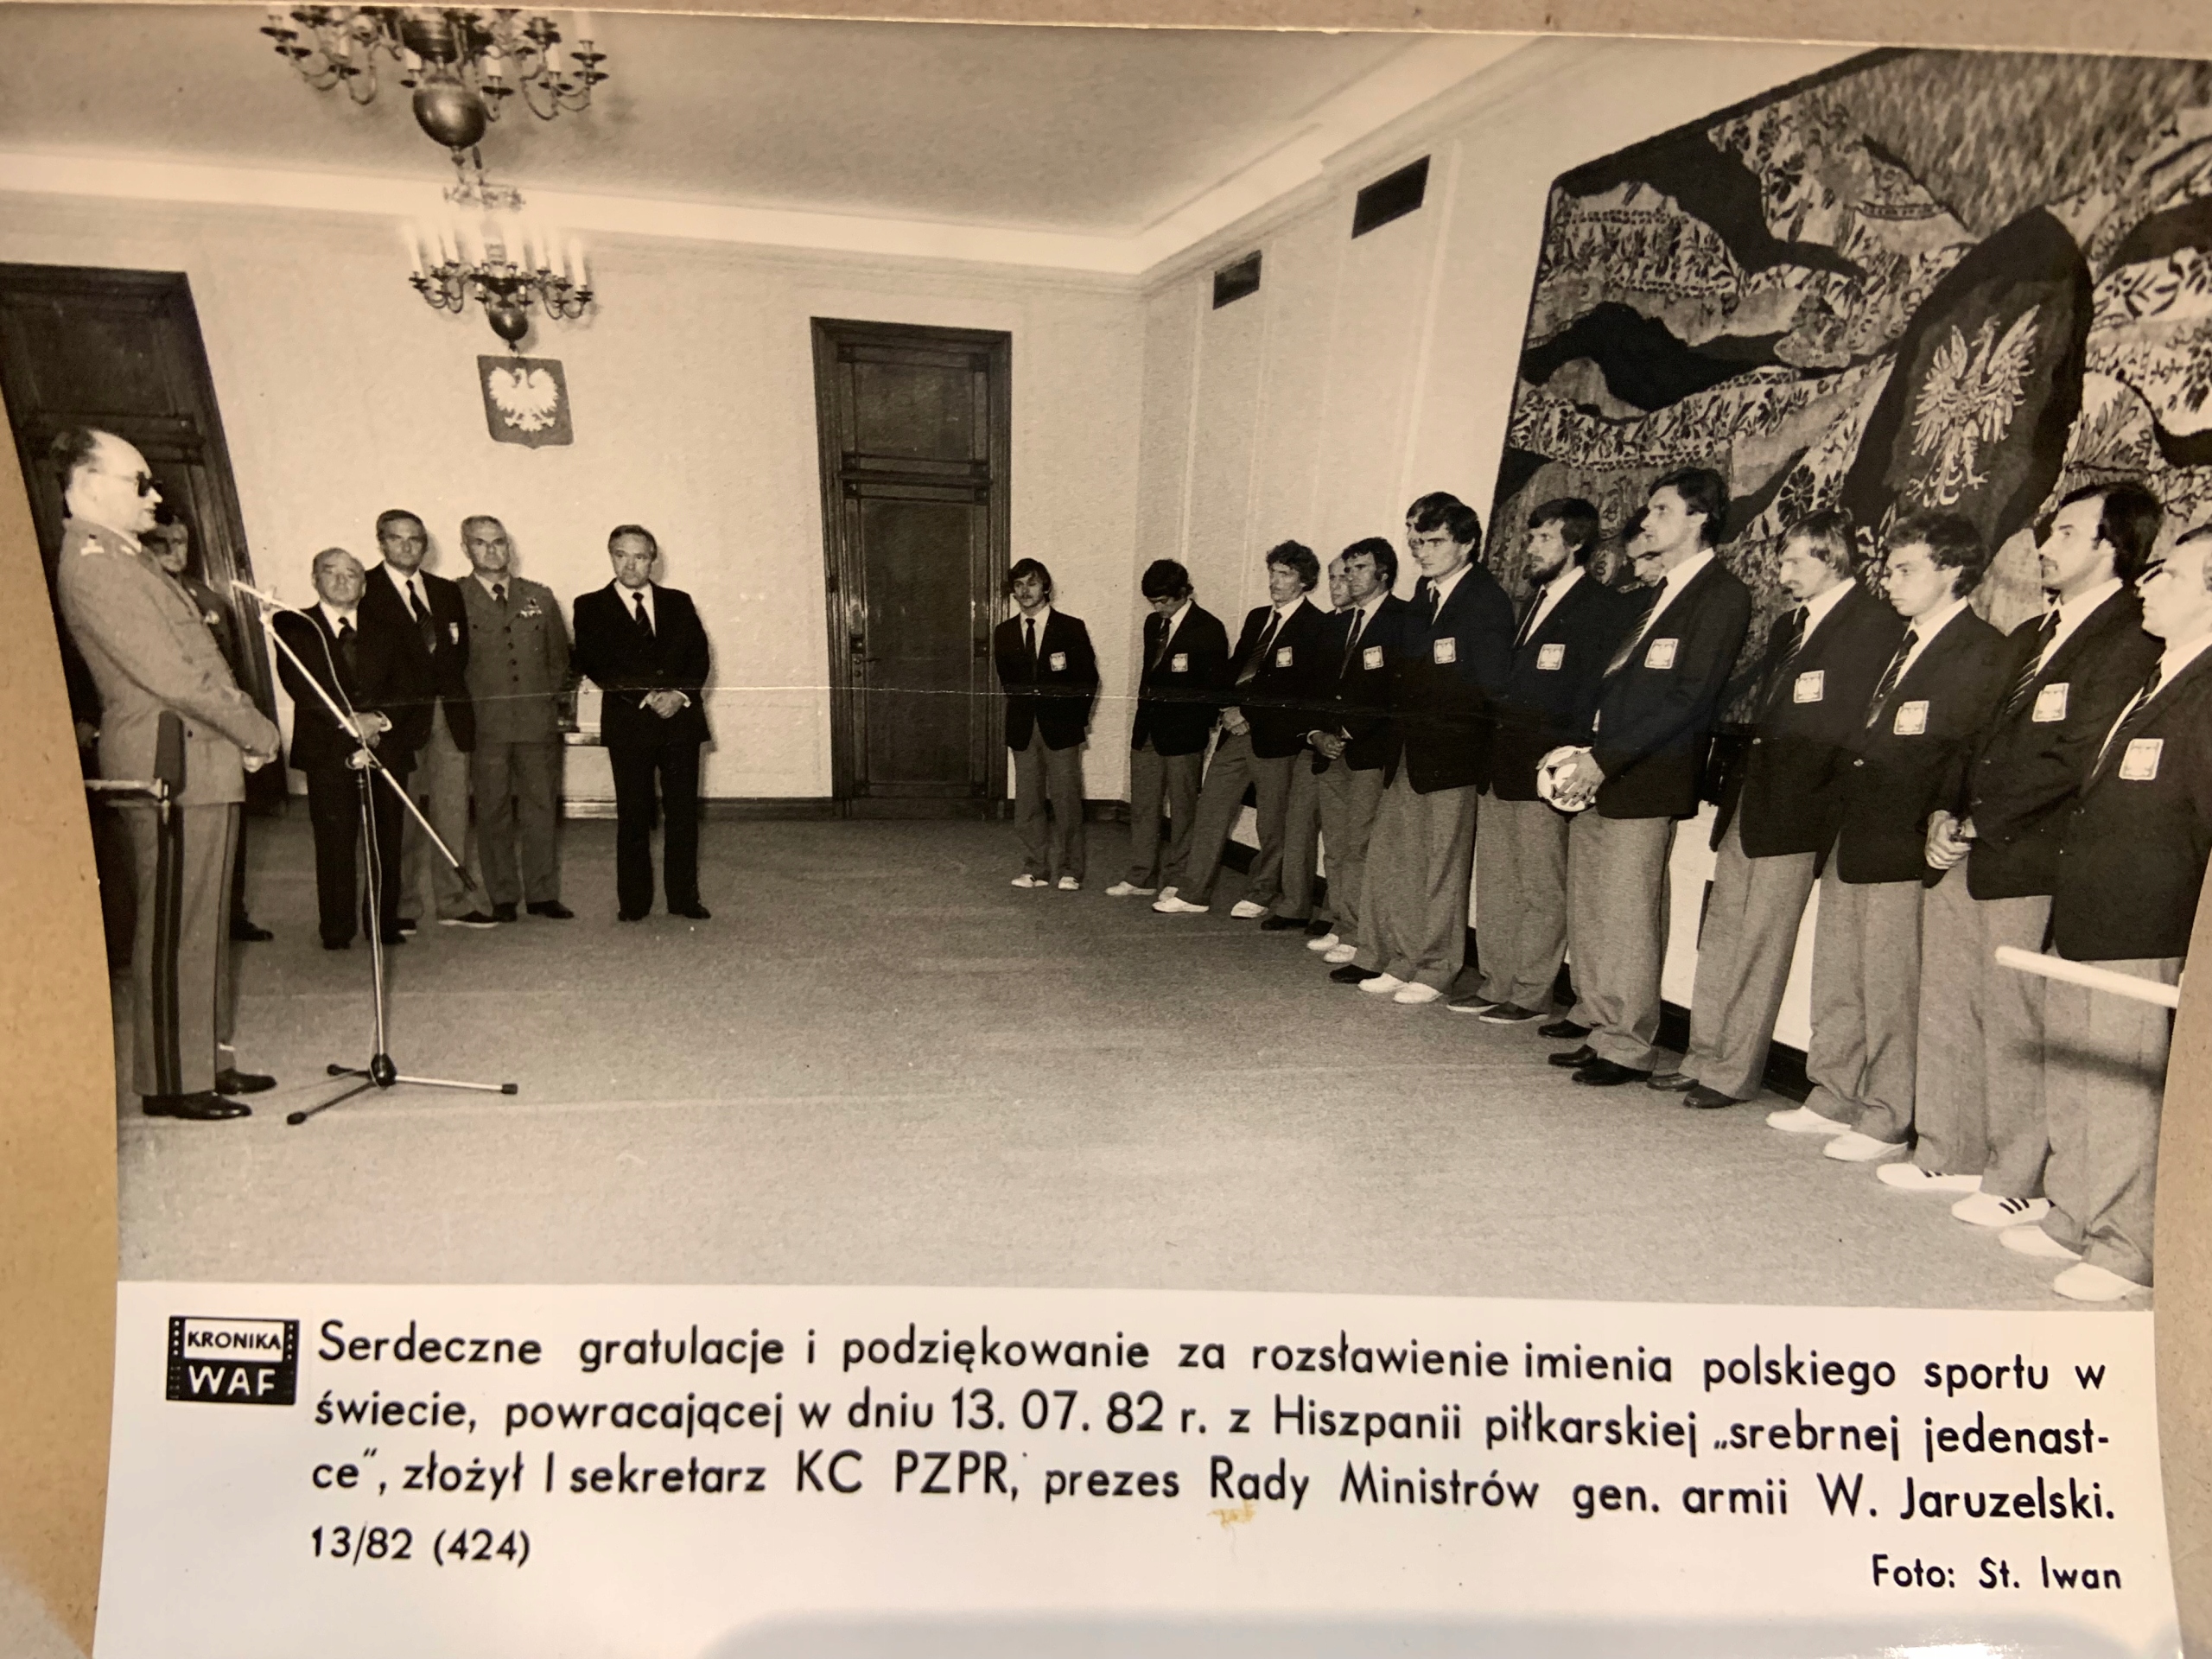 KRONIKA
WAF
Serdeczne gratulacje i podziękowanie za rozsławienie imienia polskiego sportu w
świecie, powracającej w dniu 13. 07. 82 r. z Hiszpanii piłkarskiej „srebrnej jedenast-
ce”, złożył I sekretarz KC PZPR, prezes Rady Ministrów gen. armii W. Jaruzelski.
13/82 (424)
Foto: St. Iwan